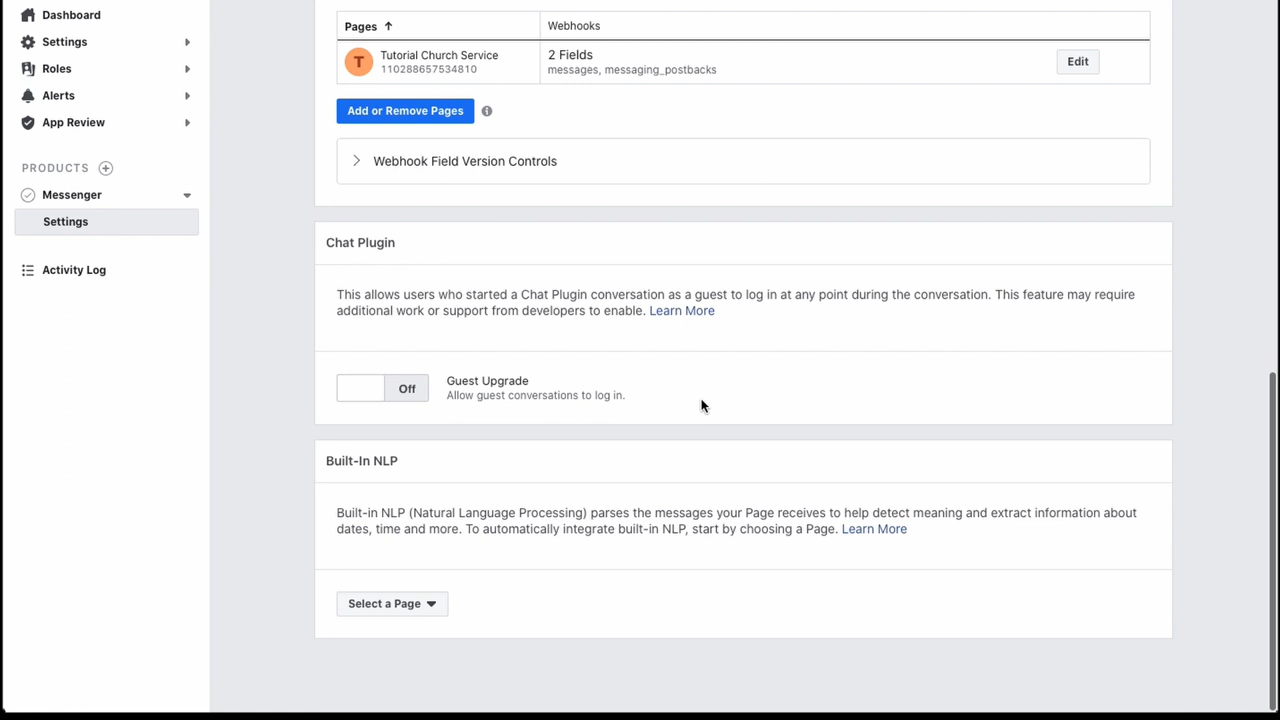 Dashboard
Settings
Roles
Alerts
App Review
PRODUCTS
Messenger
Settings
Activity Log
Pages Webhooks
T Tutorial Church Service 2 Fields Edit
110288657534810 messages, messaging_postbacks
Add or Remove Pages
Webhook Field Version Controls
Chat Plugin
This allows users who started a Chat Plugin conversation as a guest to log in at any point during the conversation. This feature may require
additional work or support from developers to enable. Learn More
Off Guest Upgrade
Allow guest conversations to log in.
Built-In NLP
Built-in NLP (Natural Language Processing) parses the messages your Page receives to help detect meaning and extract information about
dates, time and more. To automatically integrate built-in NLP, start by choosing a Page. Learn More
Select a Page